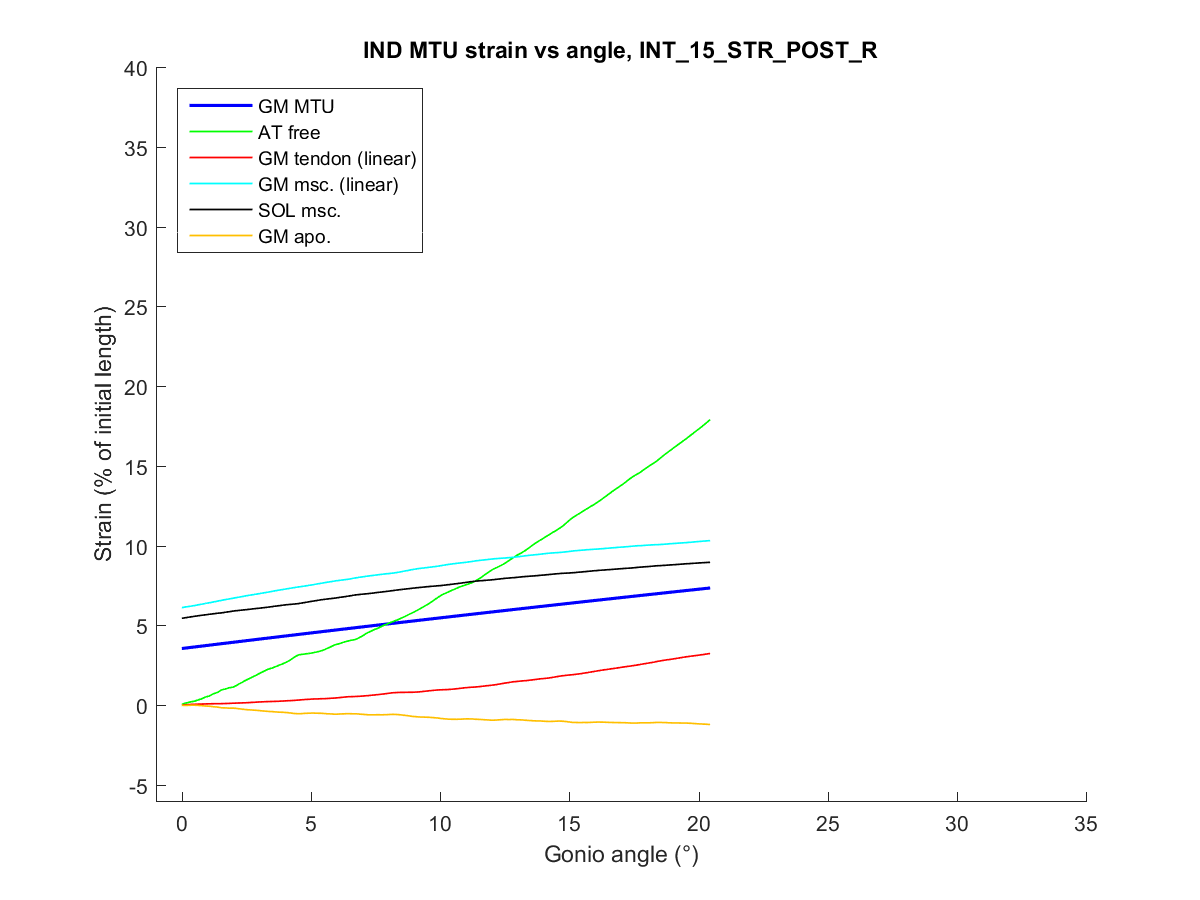 IND MTU strain vs angle, INT_15_STR_POST_R
40
35
30
25
20
15
10
5
0
-5
Strain (% of initial length)
GM MTU
AT free
GM tendon (linear)
GM msc. (linear)
SOL msc.
GM apo.
0 5 10 15 20 25 30 35
Gonio angle (°)